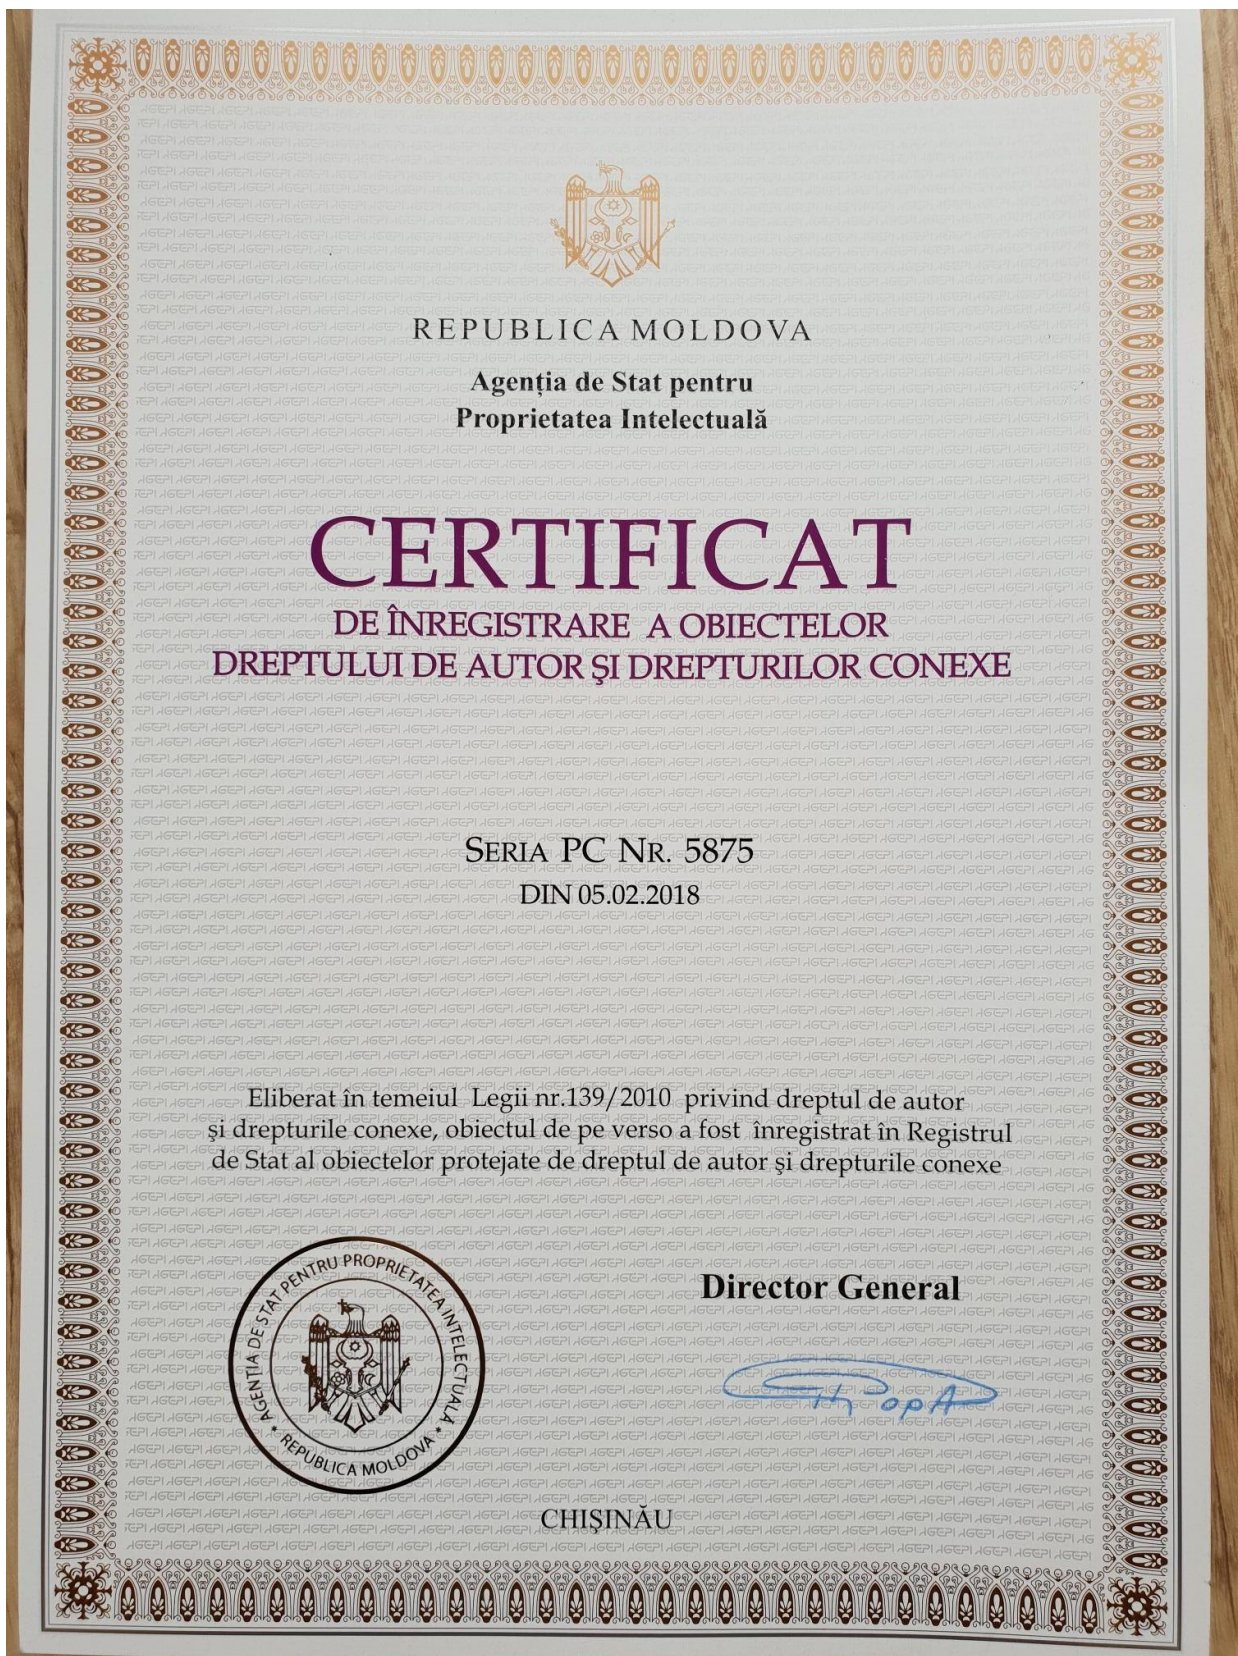 REPUBLICA MOLDOVA
Agenția de Stat pentru
Proprietatea Intelectuală
CERTIFICAT
DE ÎNREGISTRARE A OBIECTELOR
DREPTULUI DE AUTOR ŞI DREPTURILOR CONEXE
SERIA PC NR. 5875
DIN 05.02.2018
Eliberat în temeiul Legii nr.139/2010 privind dreptul de autor
şi drepturile conexe, obiectul de pe verso a fost înregistrat în Registrul
de Stat al obiectelor protejate de dreptul de autor şi drepturile conexe
AGENȚIA DE STAT PENTRU PROPRIETATEA INTELECTUALĂ
REPUBLICA MOLDOVA
Director General
CHIŞINĂU